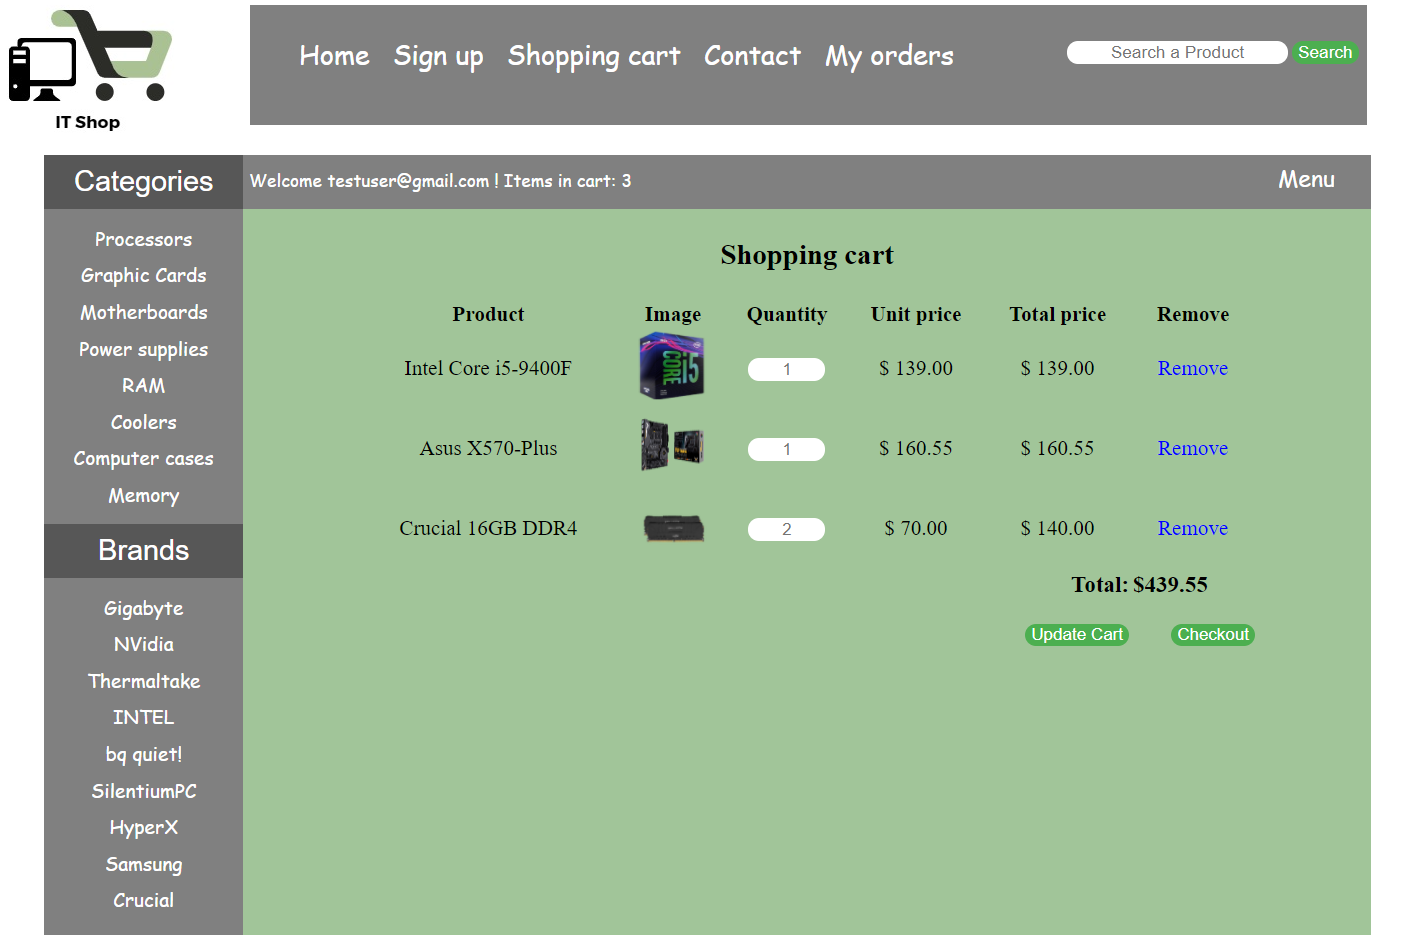 IT Shop
Home Sign up Shopping cart Contact My orders
Search a Product Search
Categories
Welcome testuser@gmail.com ! Items in cart: 3
Menu
Processors
Graphic Cards
Motherboards
Power supplies
RAM
Coolers
Computer cases
Memory
Brands
Gigabyte
NVidia
Thermaltake
INTEL
bq quiet!
SilentiumPC
HyperX
Samsung
Crucial
Shopping cart
Product Image Quantity Unit price Total price Remove
Intel Core i5-9400F CORE i5 1 $ 139.00 $ 139.00 Remove
Asus X570-Plus 1 $ 160.55 $ 160.55 Remove
Crucial 16GB DDR4 2 $ 70.00 $ 140.00 Remove
Total: $439.55
Update Cart Checkout